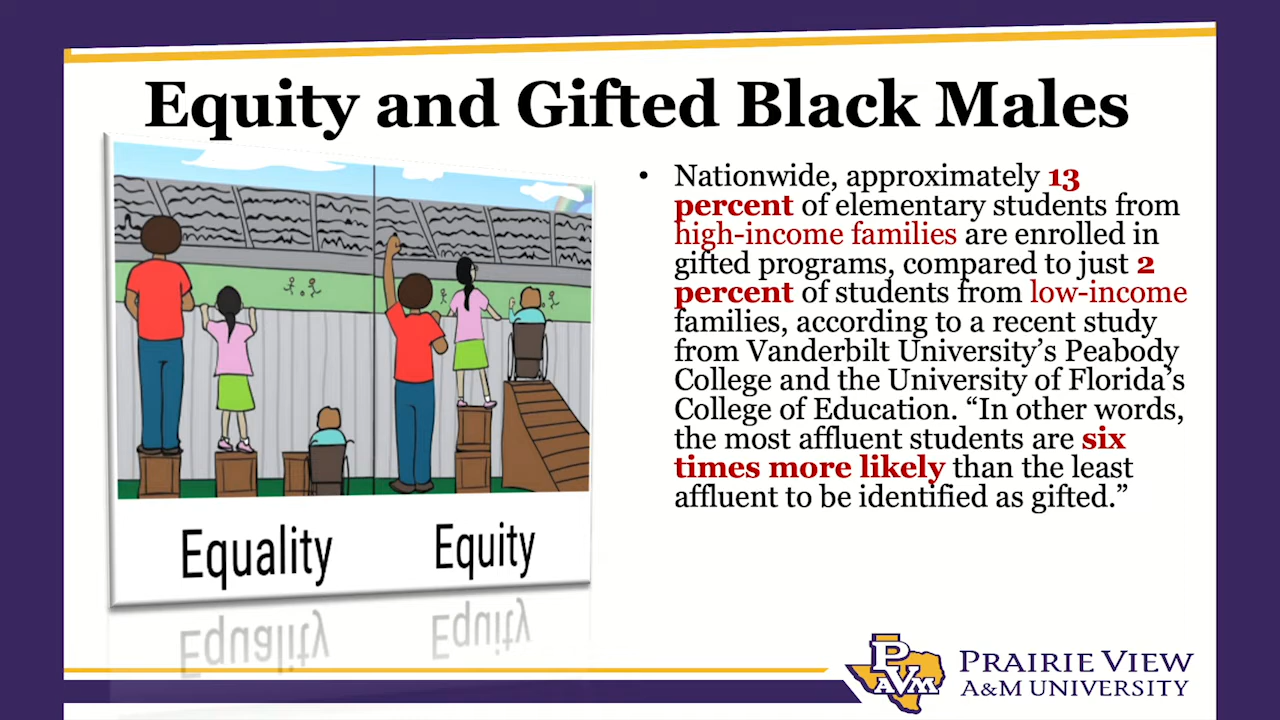 Equity and Gifted Black Males
• Nationwide, approximately 13
percent of elementary students from
high-income families are enrolled in
gifted programs, compared to just 2
percent of students from low-income
families, according to a recent study
from Vanderbilt University’s Peabody
College and the University of Florida’s
College of Education. “In other words,
the most affluent students are six
times more likely than the least
affluent to be identified as gifted.”
Equality
Equity
PVAMU
PRAIRIE VIEW
A&M UNIVERSITY